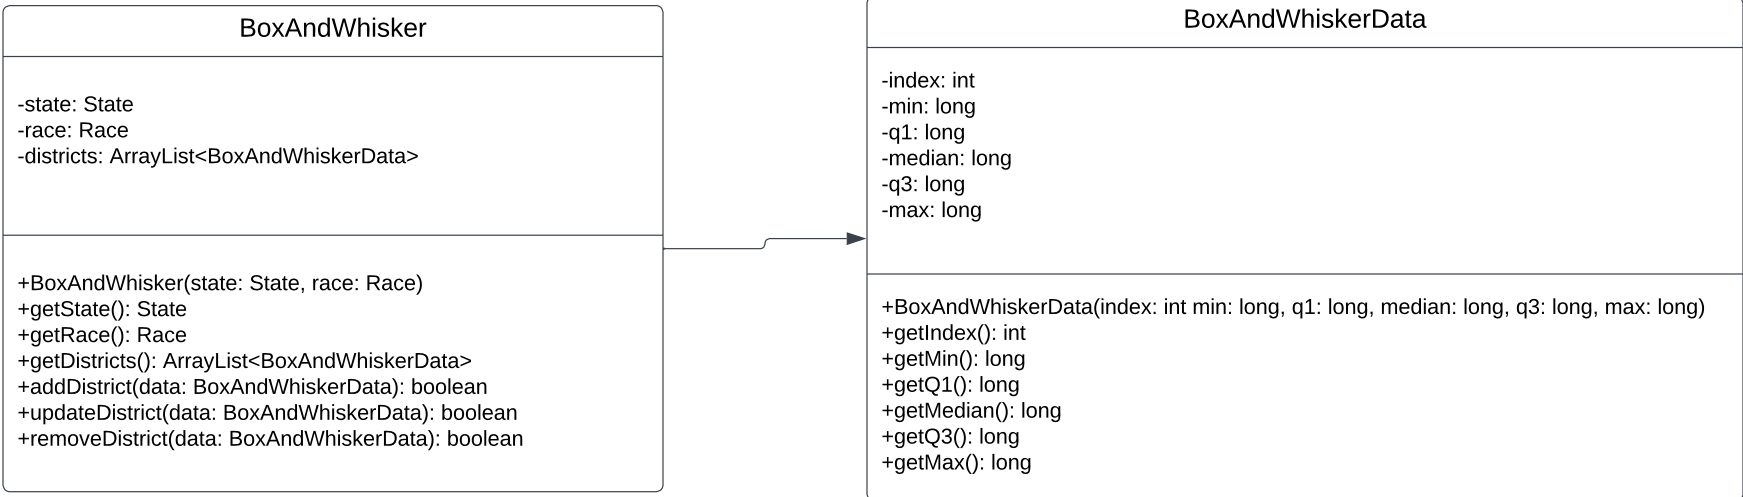 BoxAndWhisker
-state: State
-race: Race
-districts: ArrayList<BoxAndWhiskerData>
+BoxAndWhisker(state: State, race: Race)
+getState(): State
+getRace(): Race
+getDistricts(): ArrayList<BoxAndWhiskerData>
+addDistrict(data: BoxAndWhiskerData): boolean
+updateDistrict(data: BoxAndWhiskerData): boolean
+removeDistrict(data: BoxAndWhiskerData): boolean
BoxAndWhiskerData
-index: int
-min: long
-q1: long
-median: long
-q3: long
-max: long
+BoxAndWhiskerData(index: int min: long, q1: long, median: long, q3: long, max: long)
+getIndex(): int
+getMin(): long
+getQ1(): long
+getMedian(): long
+getQ3(): long
+getMax(): long